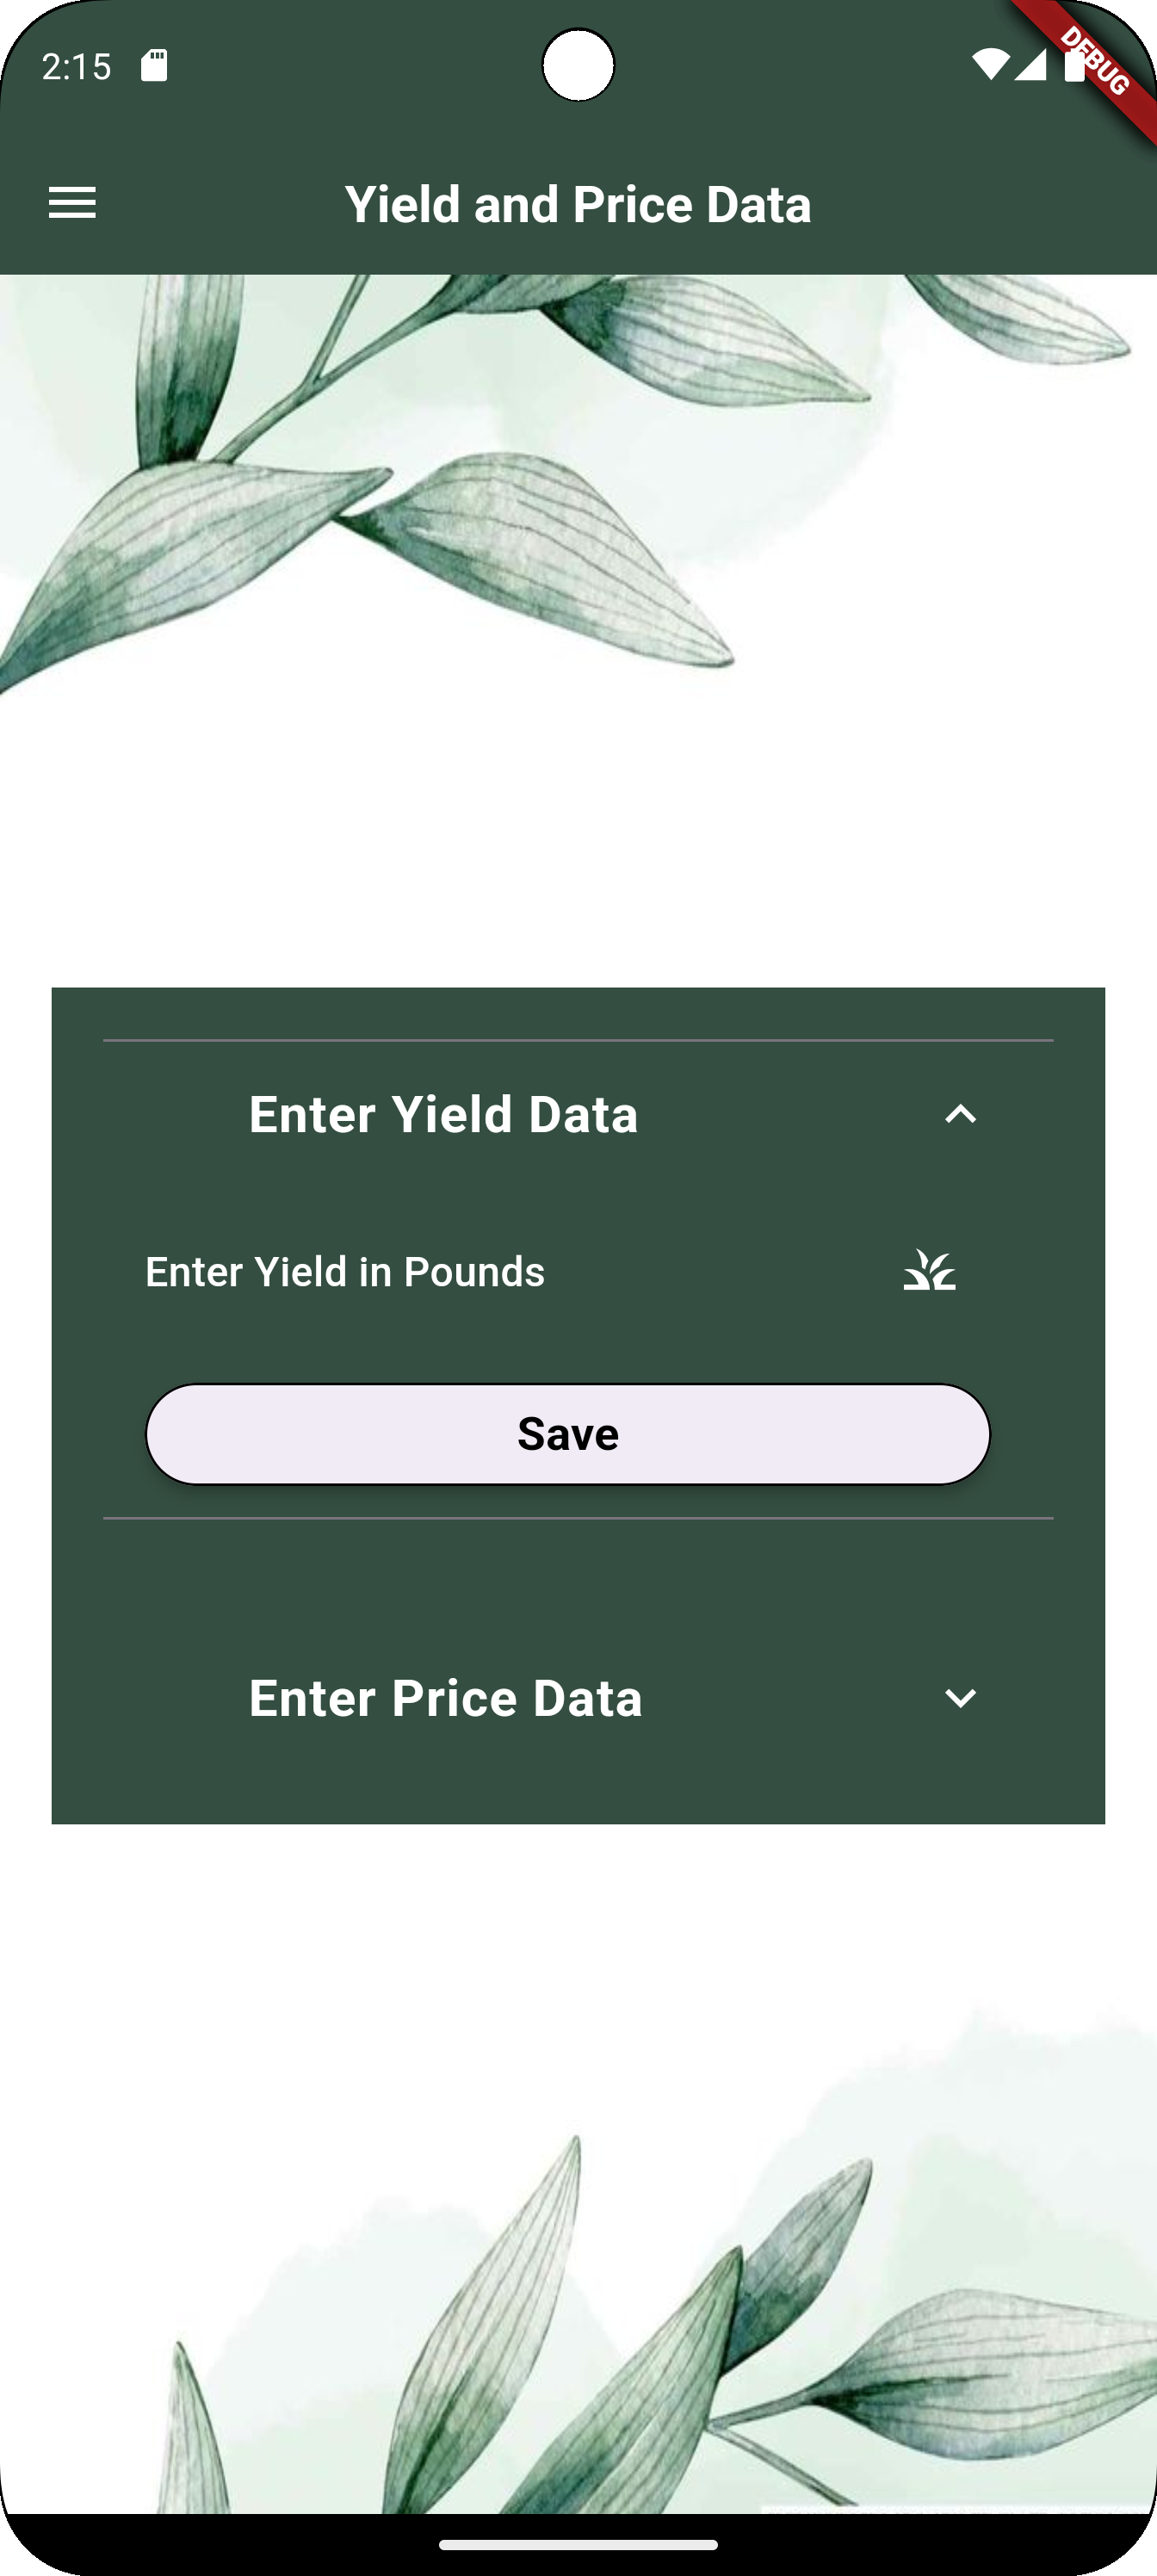 2:15
DEBUG
Yield and Price Data
Enter Yield Data
Enter Yield in Pounds
Save
Enter Price Data